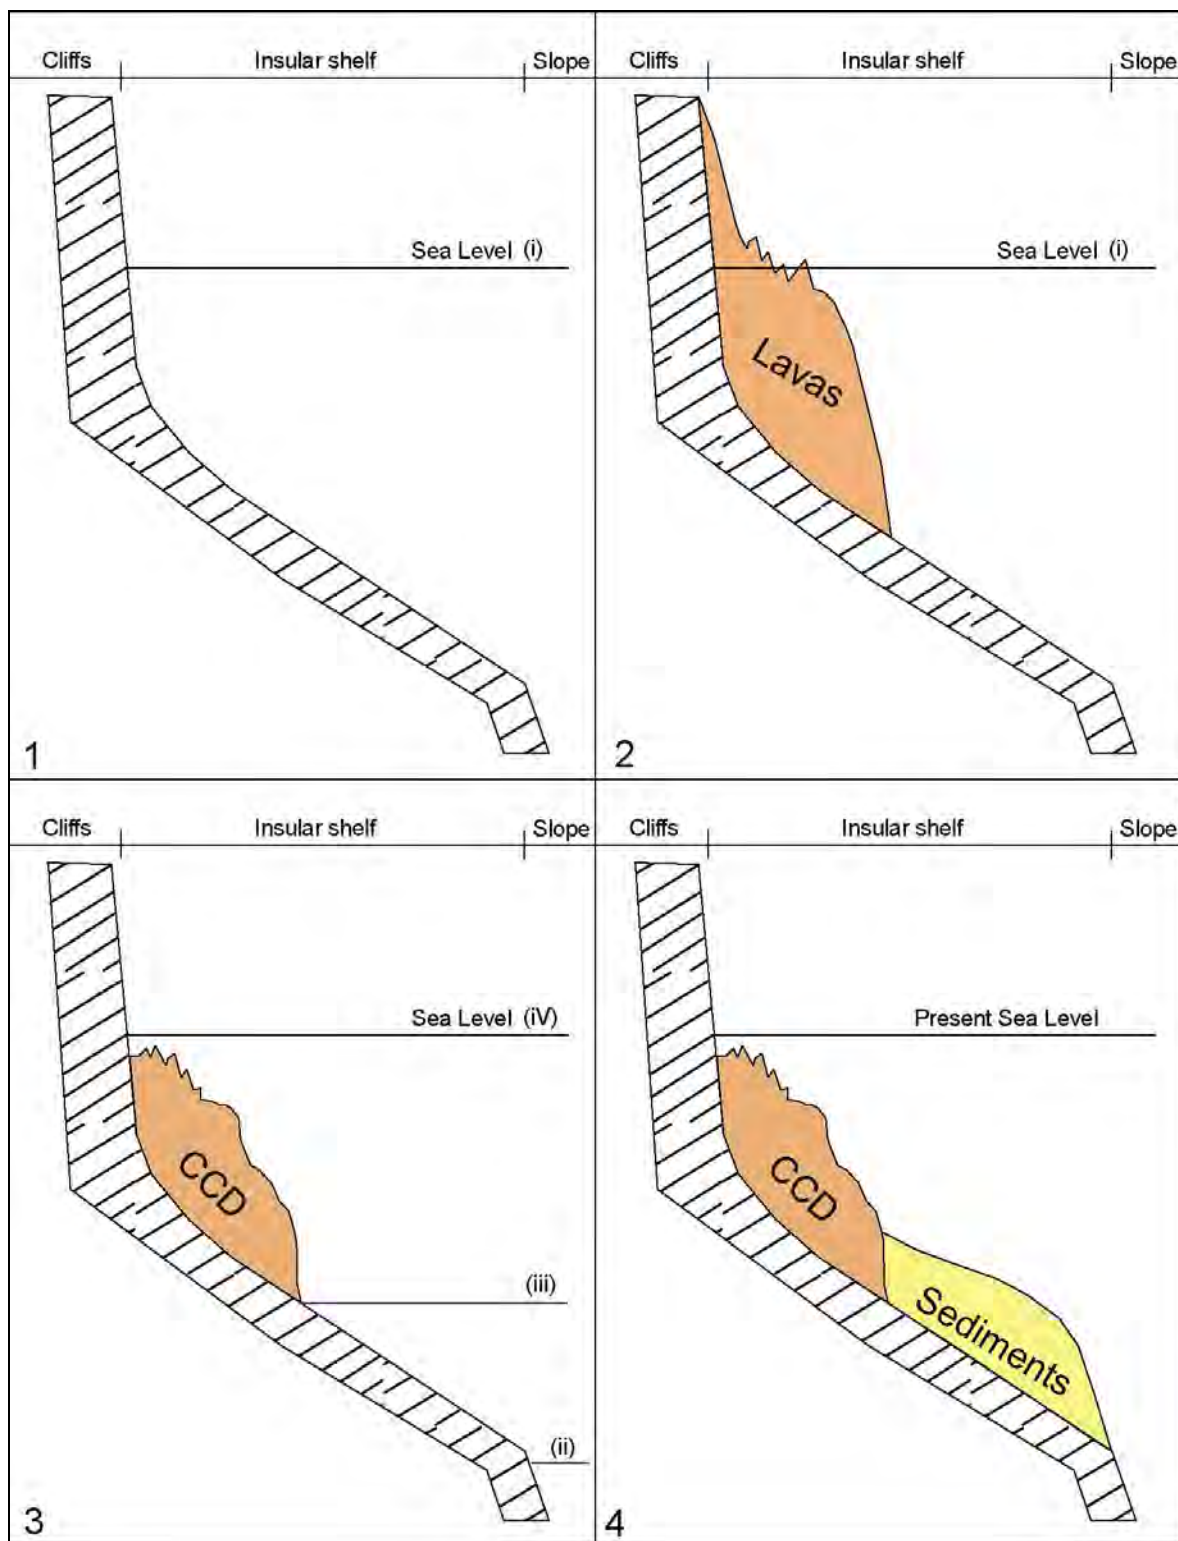 Cliffs Insular shelf Slope
Sea Level (i)
1
Cliffs Insular shelf Slope
Sea Level (i)
Lavas
2
Cliffs Insular shelf Slope
Sea Level (iV)
CCD
(iii)
(ii)
3
Cliffs Insular shelf Slope
Present Sea Level
CCD
Sediments
4